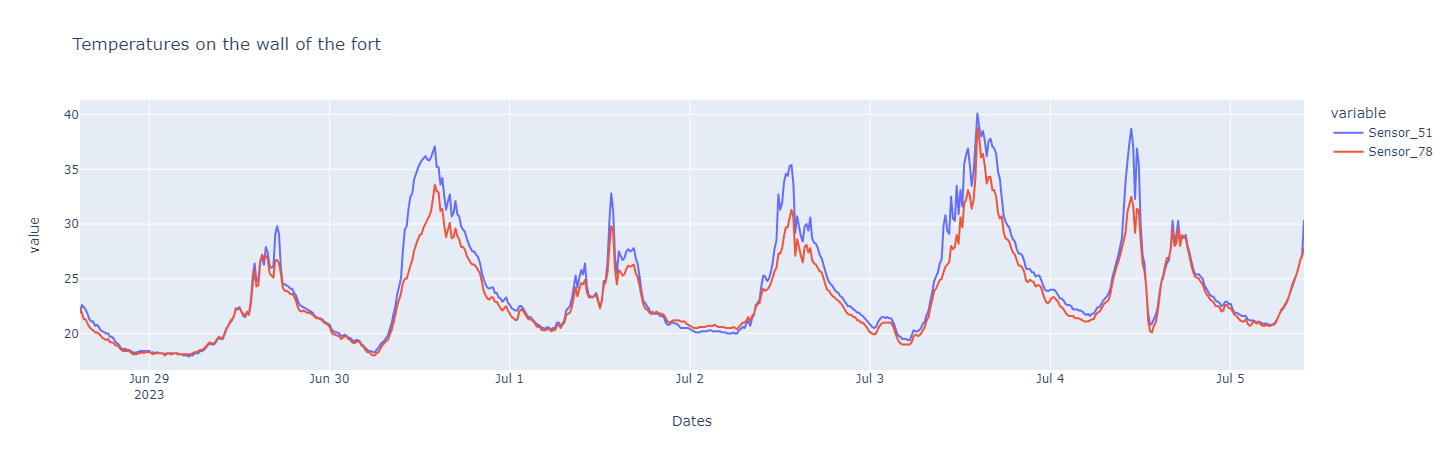 Temperatures on the wall of the fort
variable
Sensor_51
Sensor_78
value
40
35
30
25
20
Jun 29
2023
Jun 30
Jul 1
Jul 2
Jul 3
Jul 4
Jul 5
Dates